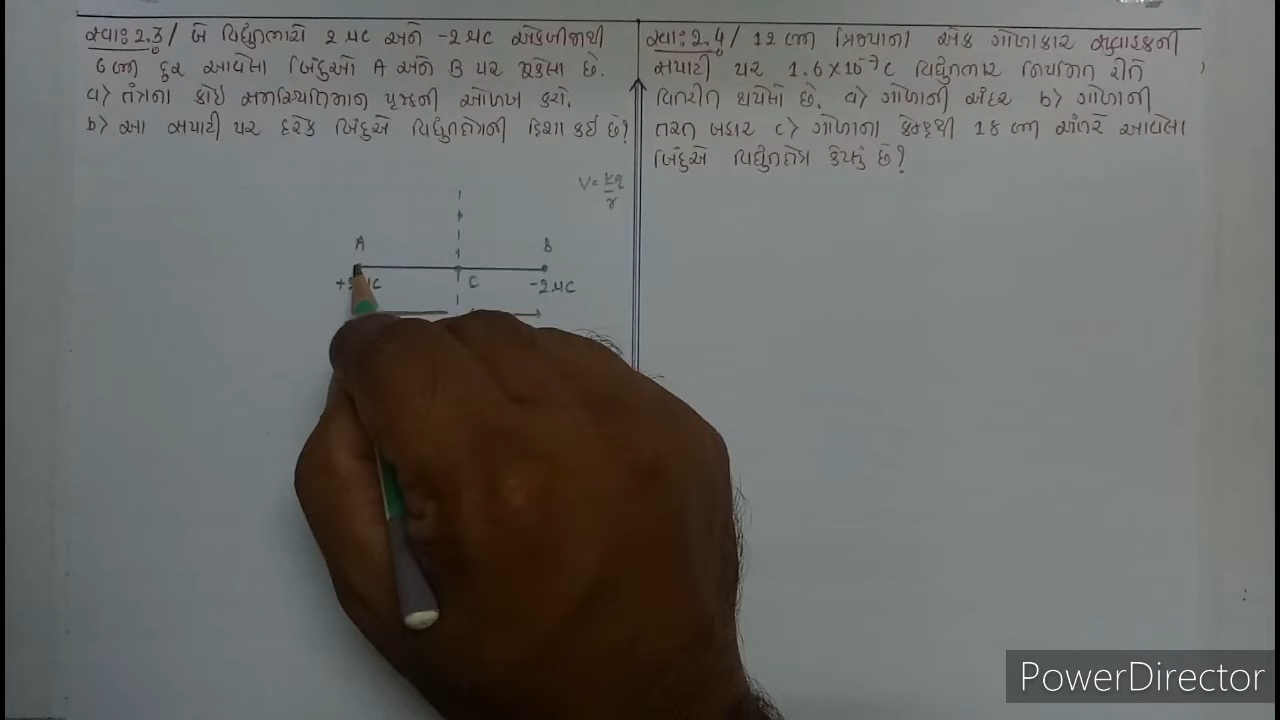 સ્વાઃ 2.3/ બે વિદ્યુતભારો 2 μC અને -2 μC એકબીજાથી
6 cm દુર આવેલા બિંદુઓ A અને B પર મુકેલા છે.
a> તંત્રના કોઇ સમસ્થિતિમાન પૃષ્ઠની ઓળખ કરો.
b> આ સપાટી પર દરેક બિંદુએ વિદ્યુતક્ષેત્રની દિશા કઇ છે?
V = kq/r
A B
C -2 μC
સ્વાઃ 2.4/ 12 cm ત્રિજ્યાના એક ગોળાકાર સુવાહકની
સપાટી પર 1.6×10⁻⁷C વિદ્યુતભાર નિયમિત રીતે
વિતરીત થયેલો છે. a> ગોળાની અંદર b> ગોળાની
તરત બહાર c> ગોળાના કેન્દ્રથી 18 cm અંતરે આવેલા
બિંદુએ વિદ્યુતક્ષેત્ર કેટલું છે?
PowerDirector